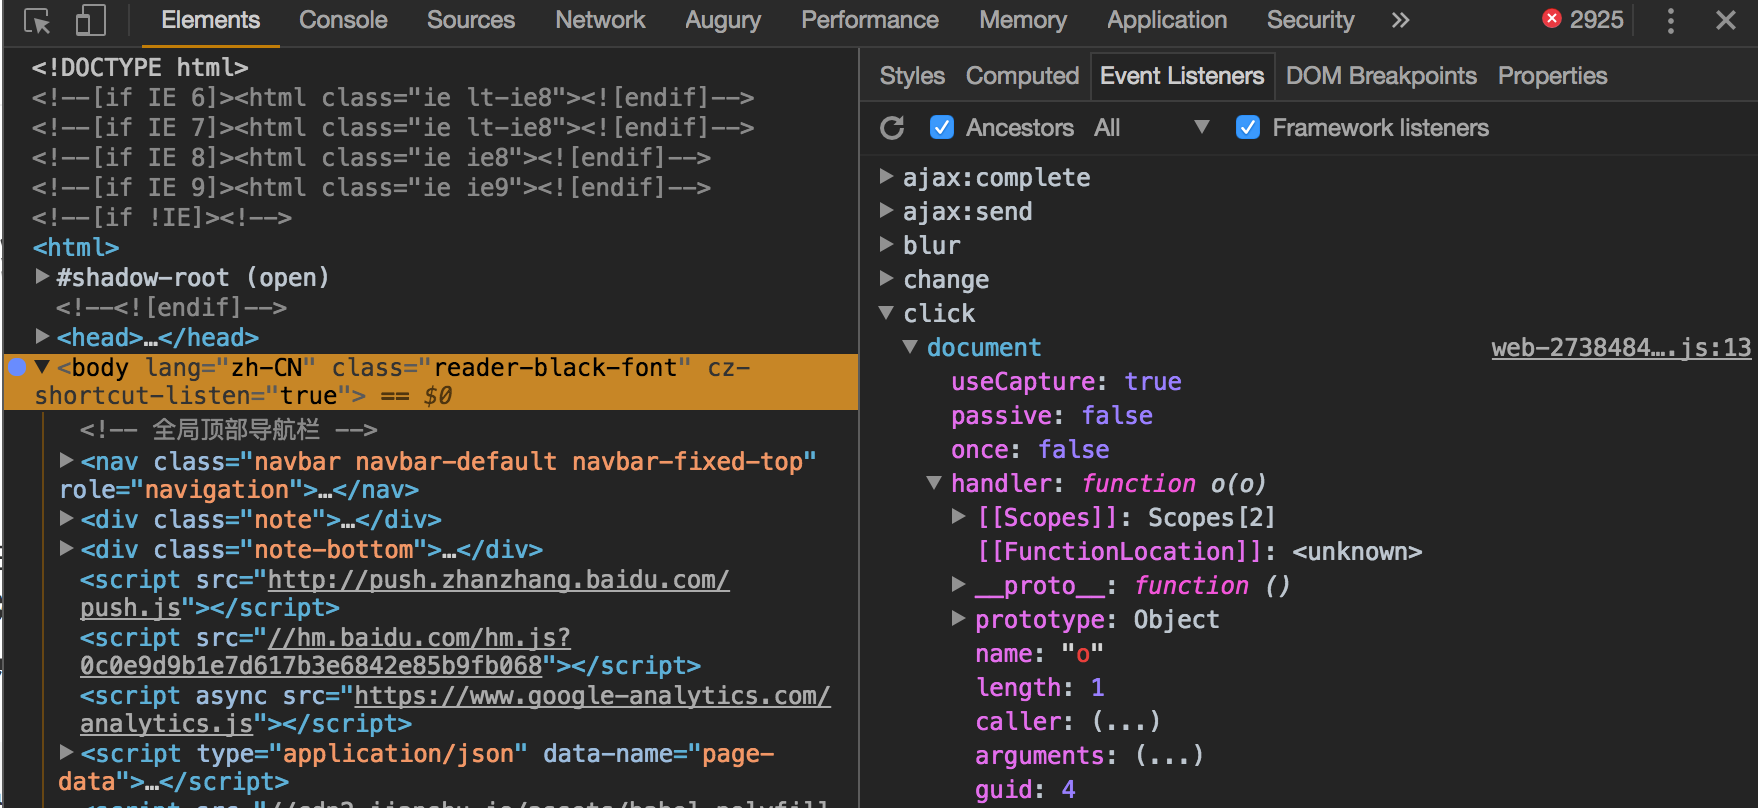 Elements Console Sources Network Augury Performance Memory Application Security » 2925
<!DOCTYPE html>
<!--[if IE 6]><html class="ie lt-ie8"><![endif]-->
<!--[if IE 7]><html class="ie lt-ie8"><![endif]-->
<!--[if IE 8]><html class="ie ie8"><![endif]-->
<!--[if IE 9]><html class="ie ie9"><![endif]-->
<!--[if !IE]><!-->
<html>
#shadow-root (open)
<!--<![endif]-->
<head>…</head>
<body lang="zh-CN" class="reader-black-font" cz-
shortcut-listen="true"> == $0
<!-- 全局顶部导航栏 -->
<nav class="navbar navbar-default navbar-fixed-top"
role="navigation">…</nav>
<div class="note">…</div>
<div class="note-bottom">…</div>
<script src="http://push.zhanzhang.baidu.com/
push.js"></script>
<script src="//hm.baidu.com/hm.js?
0c0e9d9b1e7d617b3e6842e85b9fb068"></script>
<script async src="https://www.google-analytics.com/
analytics.js"></script>
<script type="application/json" data-name="page-
data">…</script>
Styles Computed Event Listeners DOM Breakpoints Properties
Ancestors All Framework listeners
ajax:complete
ajax:send
blur
change
click
document web-2738484….js:13
useCapture: true
passive: false
once: false
handler: function o(o)
[[Scopes]]: Scopes[2]
[[FunctionLocation]]: <unknown>
__proto__: function ()
prototype: Object
name: "o"
length: 1
caller: (...)
arguments: (...)
guid: 4